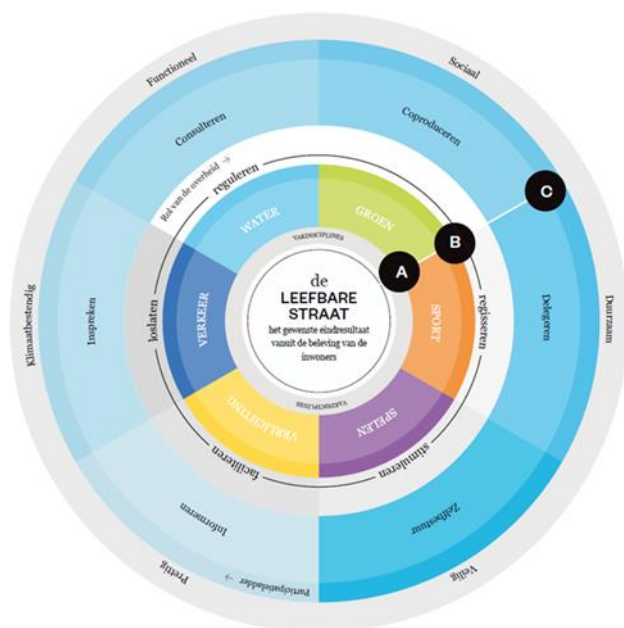 Functioneel
Sociaal
Duurzaam
Veilig
Prettig
Klimaatbestendig
Consulteren
Coproduceren
Delegeren
Zelfbestuur
Informeren
Inspreken
Participatieladder →
Rol van de overheid →
reguleren
regisseren
stimuleren
faciliteren
loslaten
WATER
GROEN
SPORT
SPELEN
VERLICHTING
VERKEER
VAKDISCIPLINES
de
LEEFBARE
STRAAT
het gewenste eindresultaat
vanuit de beleving van de
inwoners
VAKDISCIPLINES
A
B
C